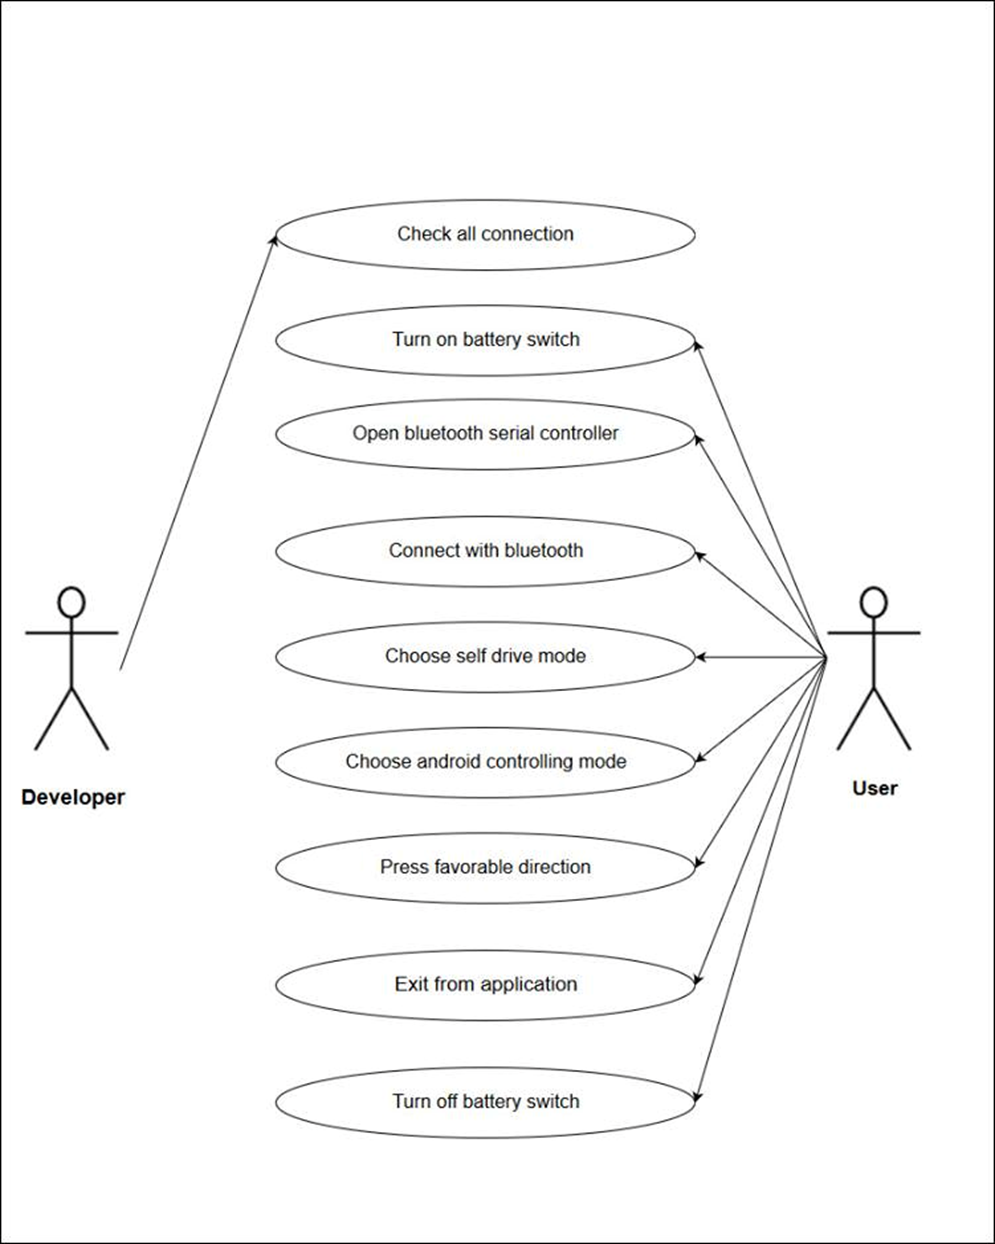 Check all connection
Turn on battery switch
Open bluetooth serial controller
Connect with bluetooth
Choose self drive mode
Choose android controlling mode
Developer
User
Press favorable direction
Exit from application
Turn off battery switch